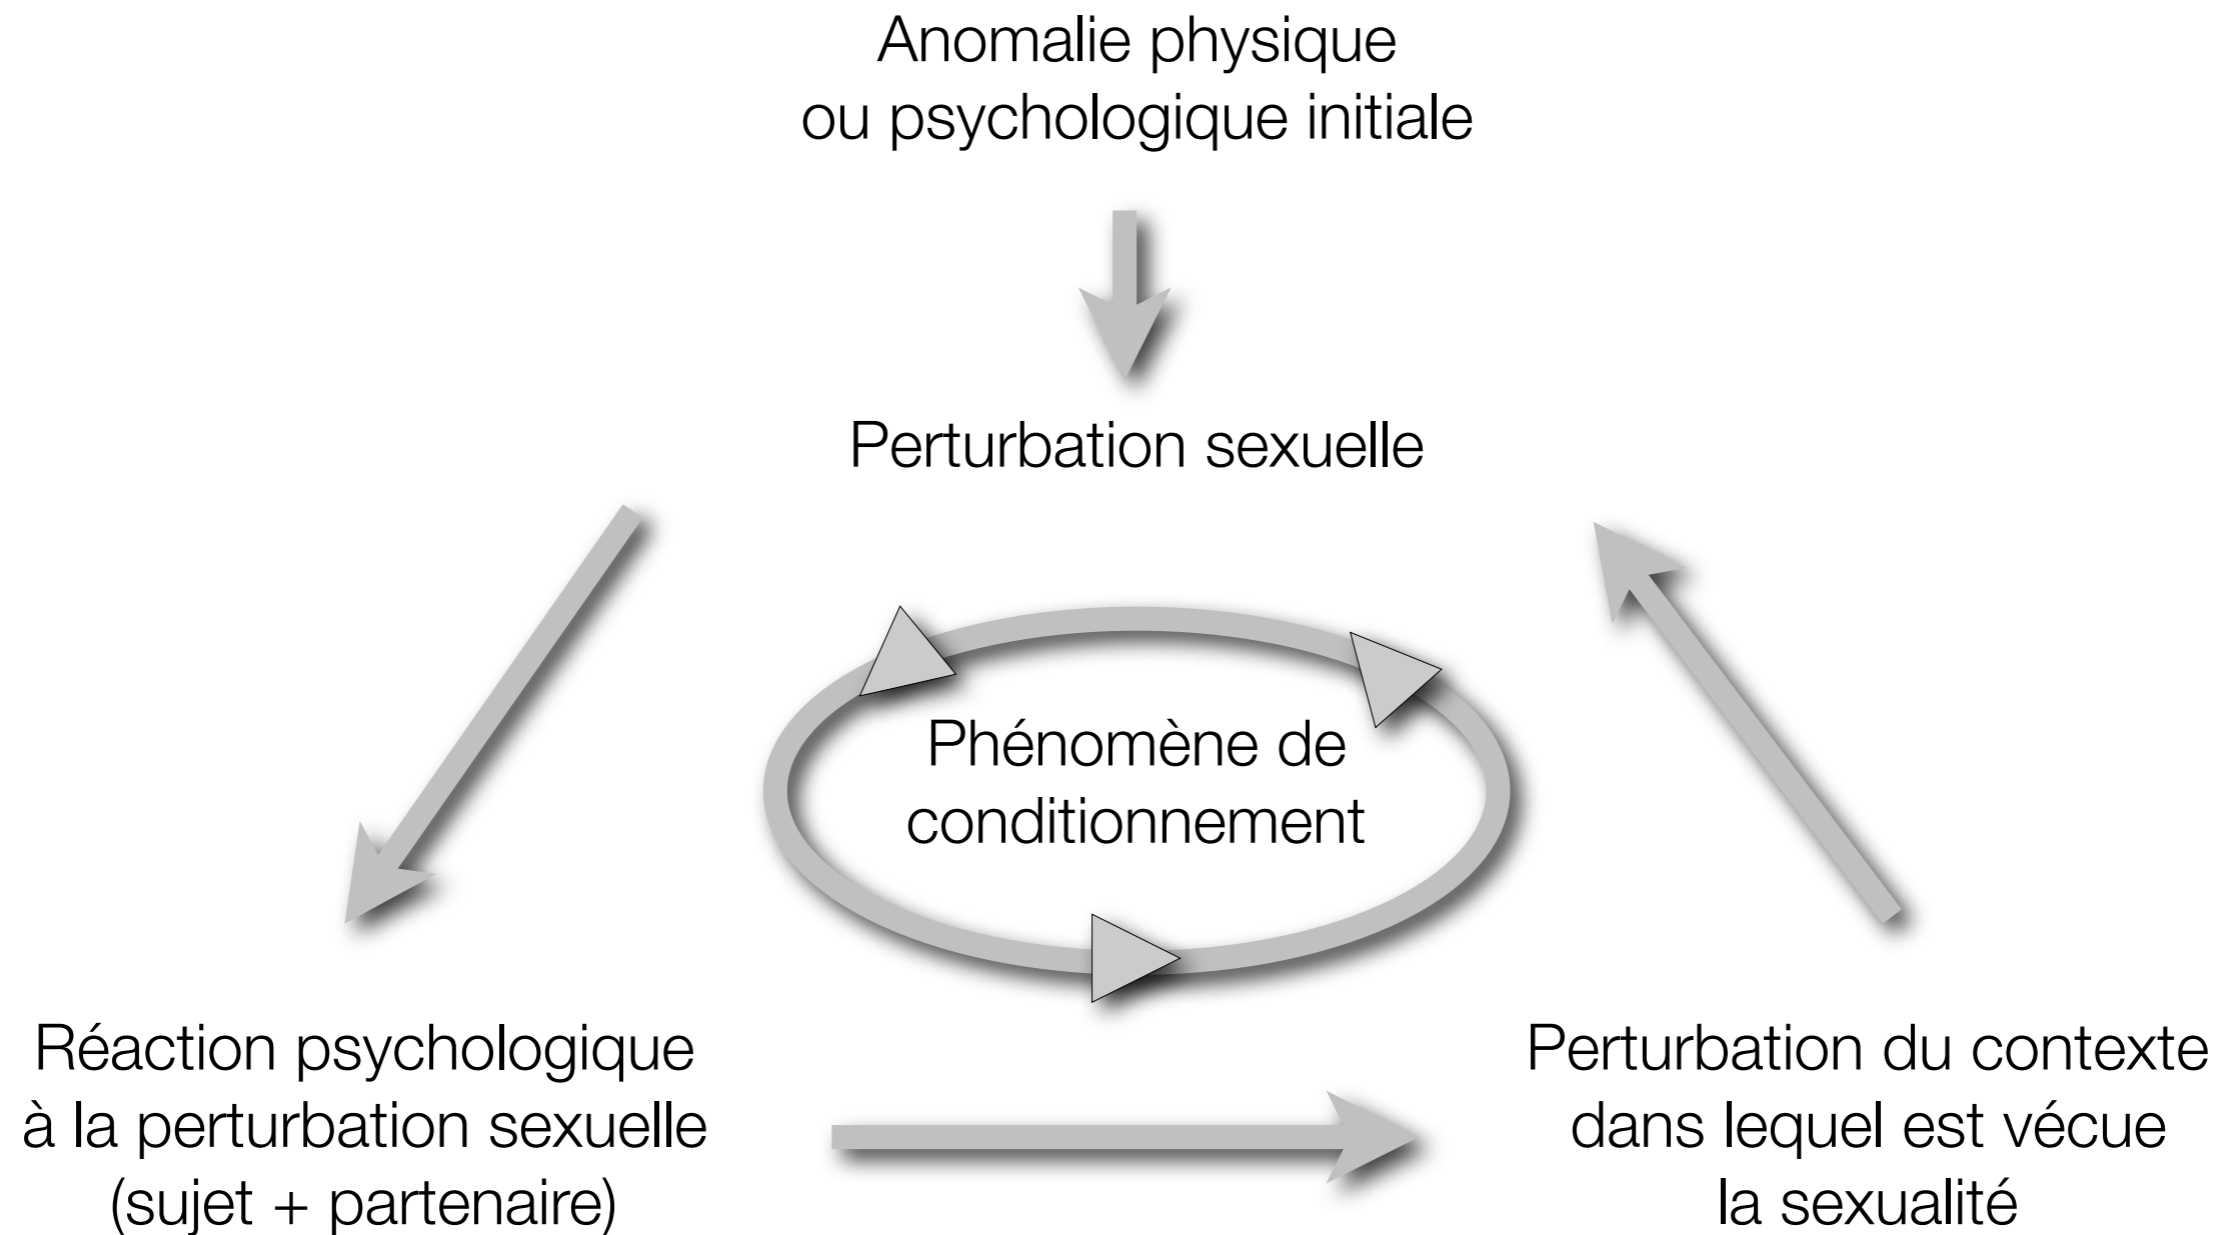 Anomalie physique
ou psychologique initiale
Perturbation sexuelle
Phénomène de
conditionnement
Réaction psychologique
à la perturbation sexuelle
(sujet + partenaire)
Perturbation du contexte
dans lequel est vécue
la sexualité